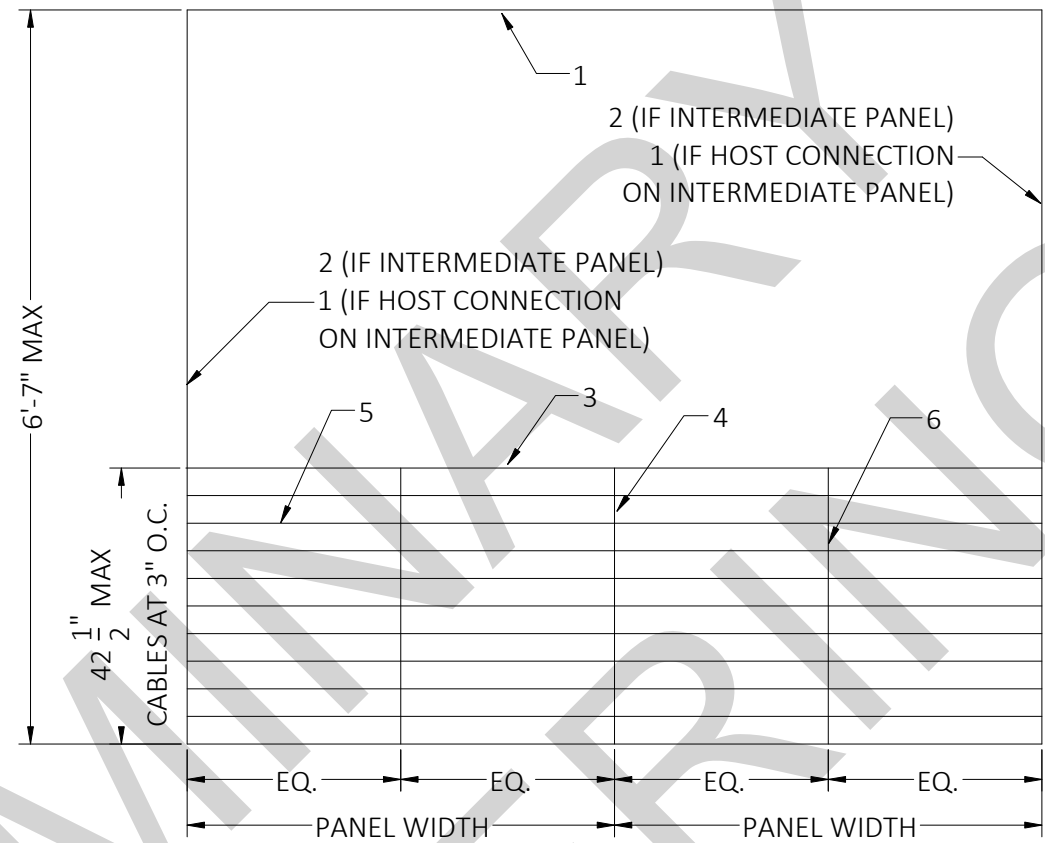 1
2 (IF INTERMEDIATE PANEL)
1 (IF HOST CONNECTION
ON INTERMEDIATE PANEL)
2 (IF INTERMEDIATE PANEL)
1 (IF HOST CONNECTION
ON INTERMEDIATE PANEL)
6'-7" MAX
3
5
4
6
42 1/2" MAX
CABLES AT 3" O.C.
EQ. EQ. EQ. EQ.
PANEL WIDTH PANEL WIDTH